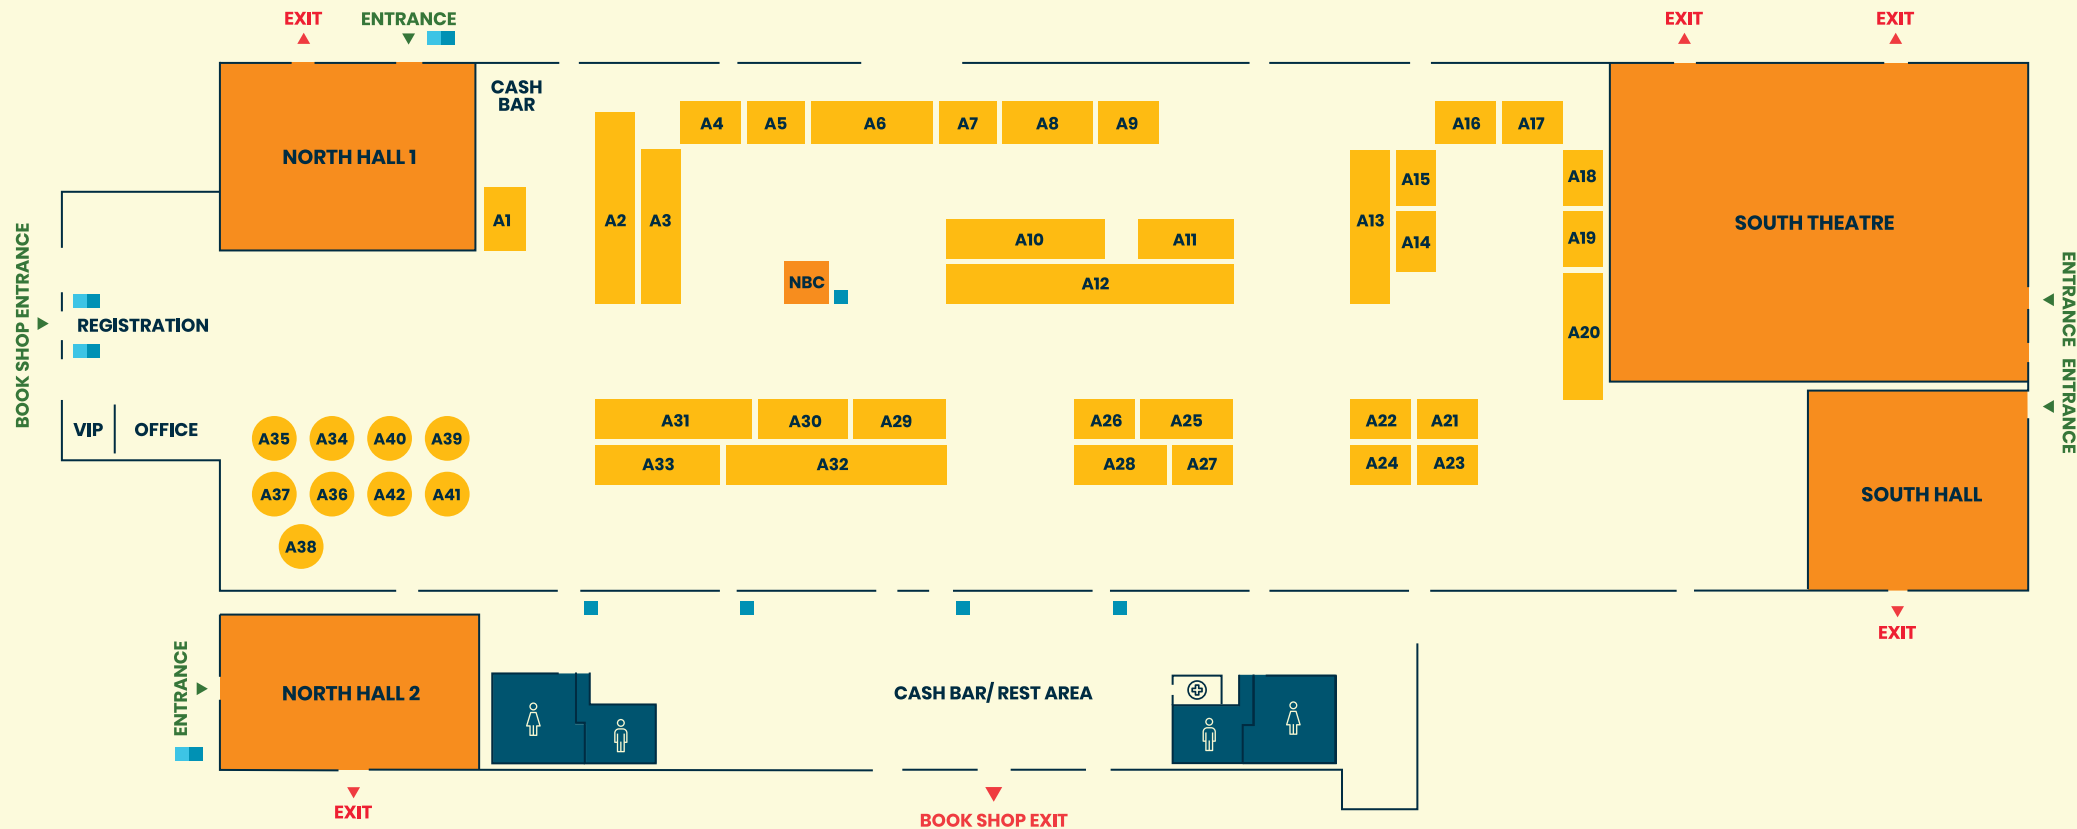 EXIT
ENTRANCE
EXIT
EXIT
CASH
BAR
NORTH HALL 1
A1
A2
A3
A4
A5
A6
A7
A8
A9
A10
A11
A12
NBC
A13
A14
A15
A16
A17
A18
A19
A20
SOUTH THEATRE
ENTRANCE
ENTRANCE
BOOK SHOP ENTRANCE
REGISTRATION
VIP
OFFICE
A35
A34
A40
A39
A37
A36
A42
A41
A38
A31
A30
A29
A33
A32
A26
A25
A28
A27
A22
A21
A24
A23
SOUTH HALL
EXIT
ENTRANCE
NORTH HALL 2
CASH BAR/ REST AREA
EXIT
BOOK SHOP EXIT